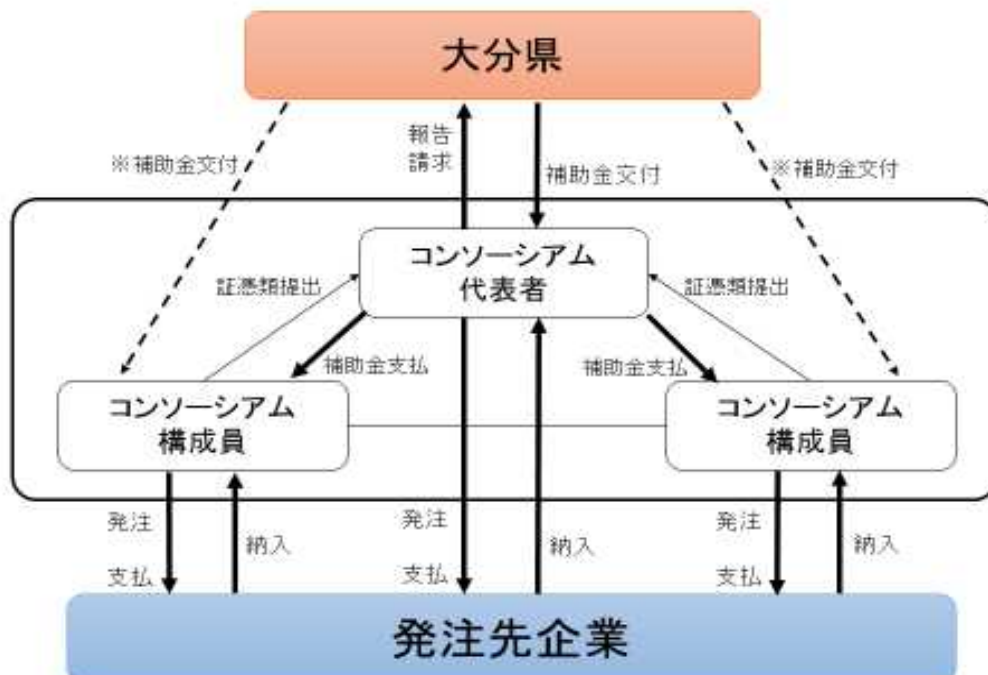 大分県
報告
請求
※補助金交付
補助金交付
※補助金交付
コンソーシアム
代表者
証憑類提出
証憑類提出
補助金支払
補助金支払
コンソーシアム
構成員
コンソーシアム
構成員
発注
納入
支払
発注
納入
支払
発注
納入
支払
発注先企業